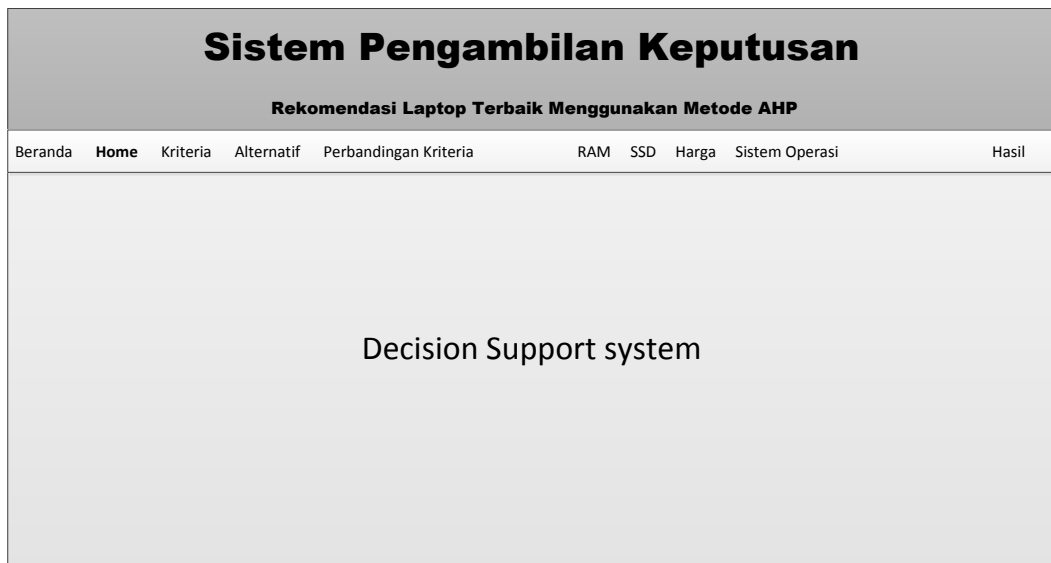 Sistem Pengambilan Keputusan
Rekomendasi Laptop Terbaik Menggunakan Metode AHP
Beranda Home Kriteria Alternatif Perbandingan Kriteria RAM SSD Harga Sistem Operasi Hasil
Decision Support system